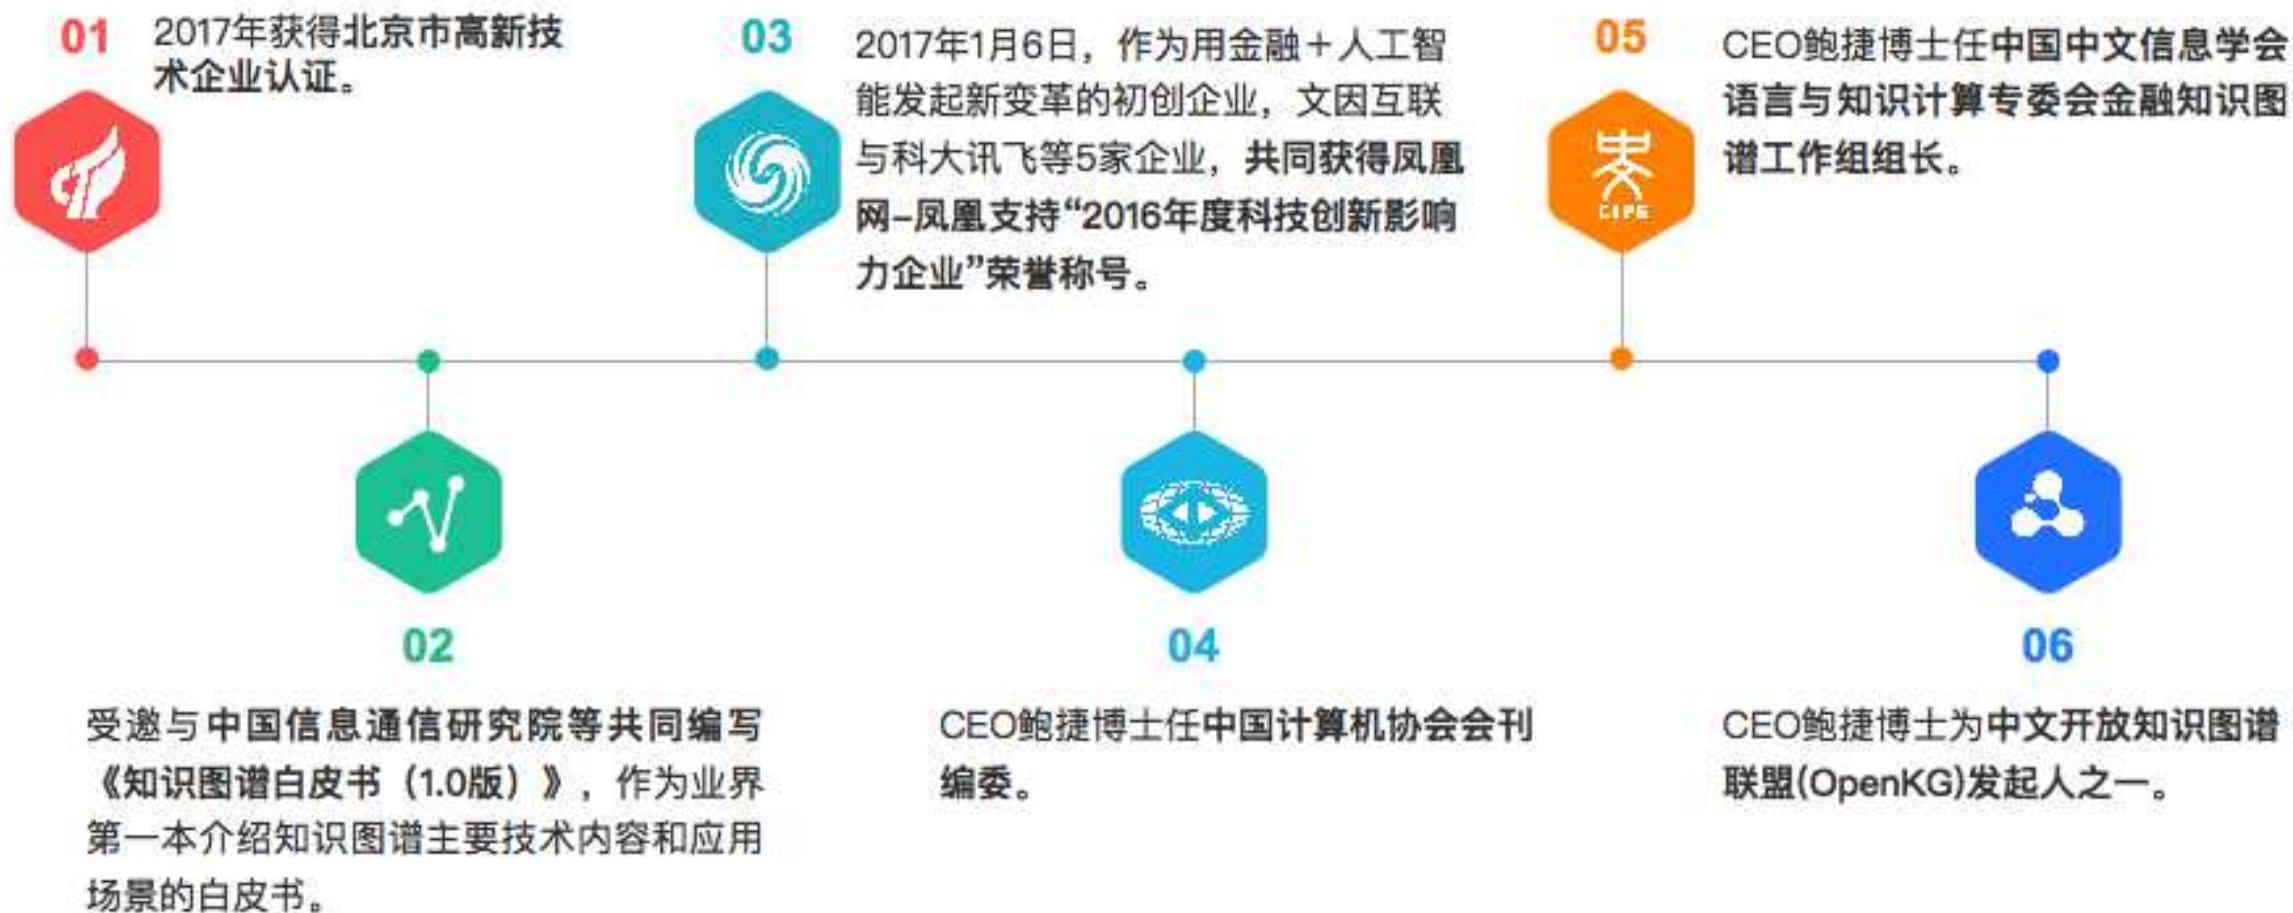 01
2017年获得北京市高新技
术企业认证。
03
2017年1月6日，作为用金融＋人工智
能发起新变革的初创企业，文因互联
与科大讯飞等5家企业，共同获得凤凰
网–凤凰支持“2016年度科技创新影响
力企业”荣誉称号。
05
CEO鲍捷博士任中国中文信息学会
语言与知识计算专委会金融知识图
谱工作组组长。
CIPS
02
受邀与中国信息通信研究院等共同编写
《知识图谱白皮书（1.0版）》，作为业界
第一本介绍知识图谱主要技术内容和应用
场景的白皮书。
04
CEO鲍捷博士任中国计算机协会会刊
编委。
06
CEO鲍捷博士为中文开放知识图谱
联盟(OpenKG)发起人之一。